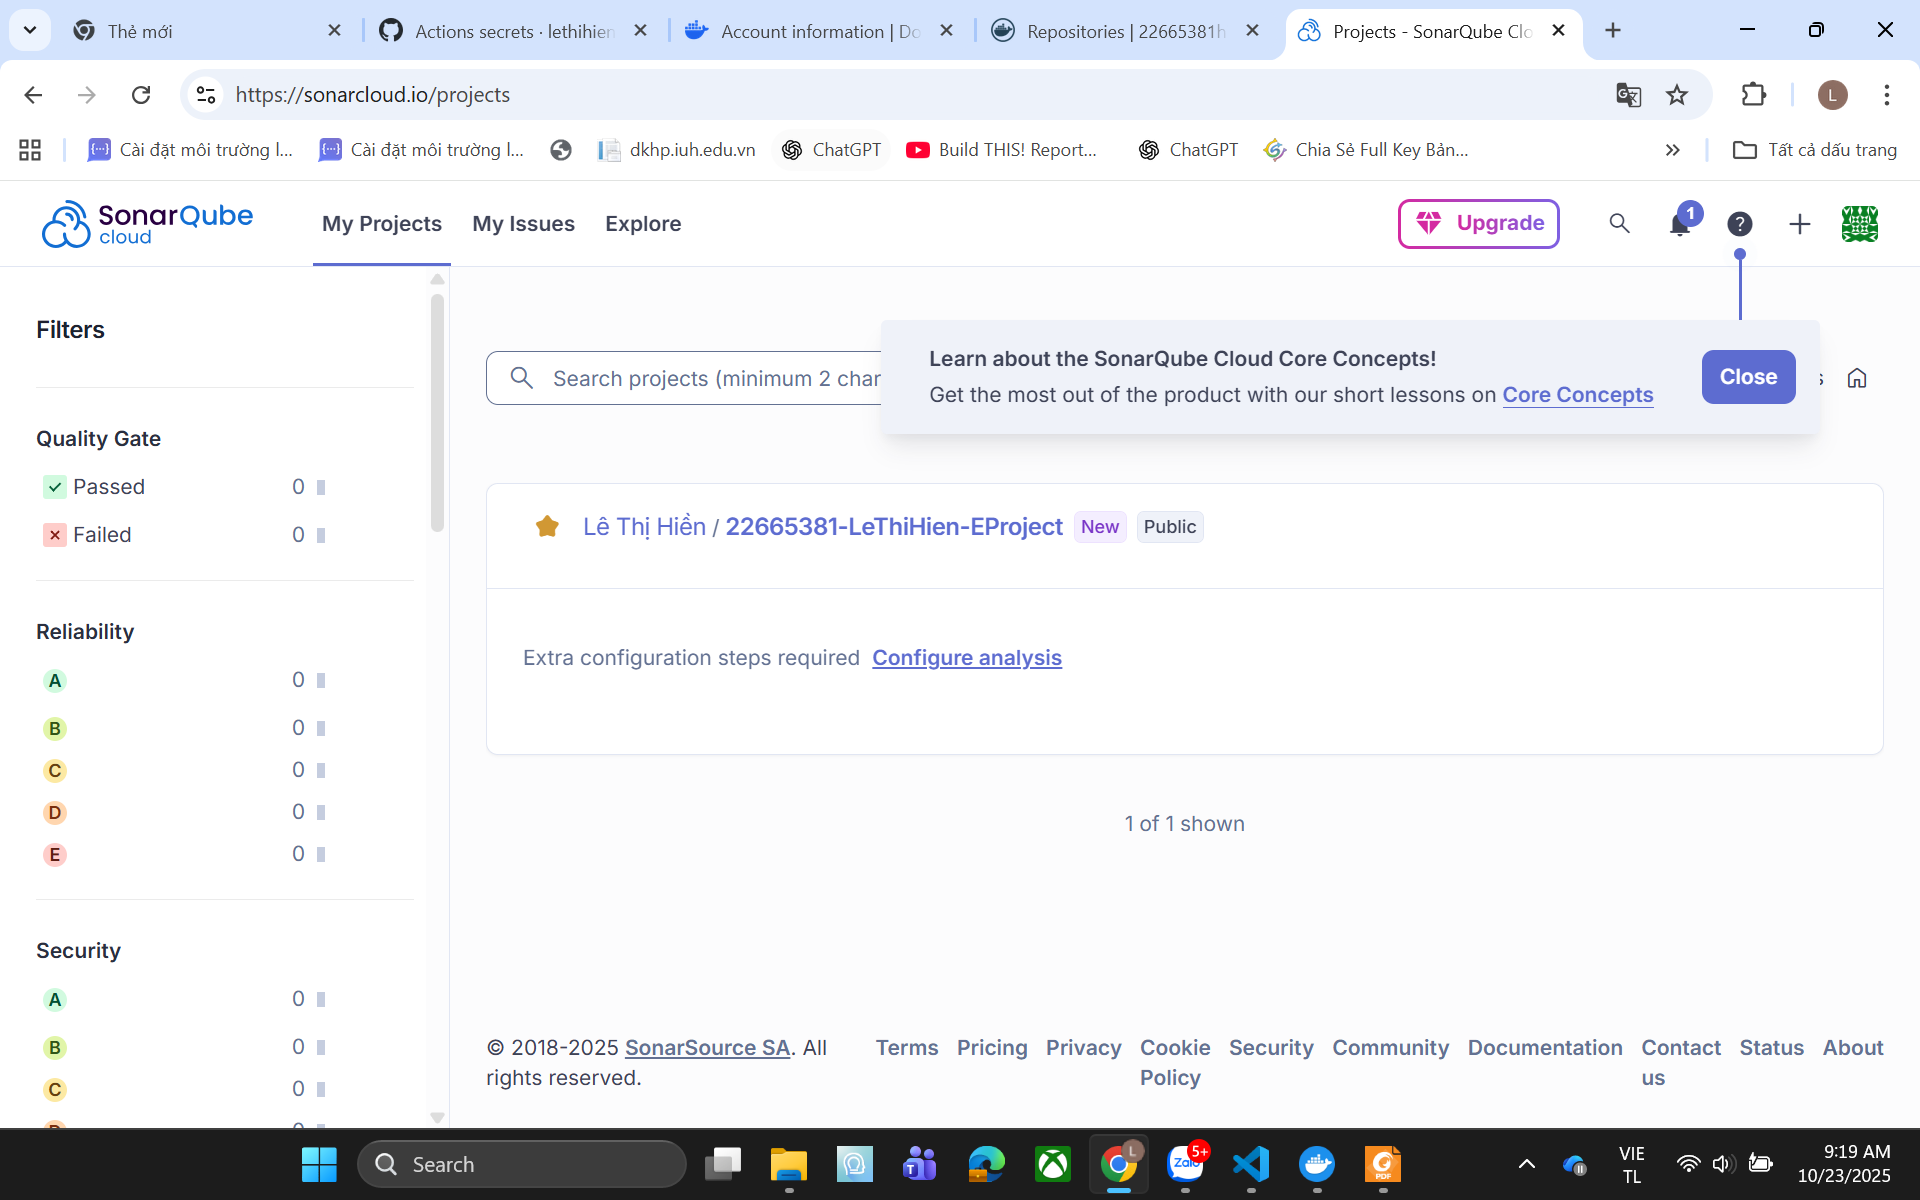 Thẻ mới
Actions secrets · lethihien
Account information | Do
Repositories | 22665381h
Projects - SonarQube Clo
https://sonarcloud.io/projects
L
Cài đặt môi trường l...
Cài đặt môi trường l...
dkhp.iuh.edu.vn
ChatGPT
Build THIS! Report...
ChatGPT
Chia Sẻ Full Key Bản...
Tất cả dấu trang
SonarQube
cloud
My Projects
My Issues
Explore
Upgrade
1
Filters
Quality Gate
Passed 0
Failed 0
Reliability
A 0
B 0
C 0
D 0
E 0
Security
A 0
B 0
C 0
Search projects (minimum 2 char
Learn about the SonarQube Cloud Core Concepts!
Get the most out of the product with our short lessons on Core Concepts
Close
s
Lê Thị Hiền / 22665381-LeThiHien-EProject New Public
Extra configuration steps required Configure analysis
1 of 1 shown
© 2018-2025 SonarSource SA. All
rights reserved.
Terms
Pricing
Privacy
Cookie
Policy
Security
Community
Documentation
Contact
us
Status
About
Search
L
Zalo
5+
PDF
VIE
TL
9:19 AM
10/23/2025